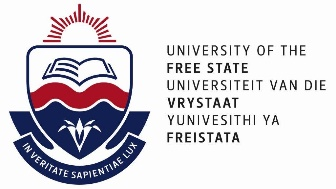 UNIVERSITY OF THE
FREE STATE
UNIVERSITEIT VAN DIE
VRYSTAAT
YUNIVESITHI YA
FREISTATA
IN VERITATE SAPIENTIAE LUX